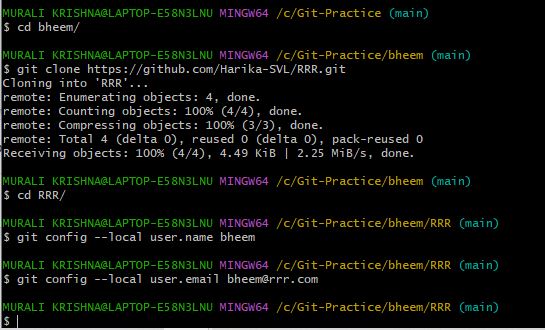 MURALI KRISHNA@LAPTOP-E58N3LNU MINGW64 /c/Git-Practice (main)
$ cd bheem/
MURALI KRISHNA@LAPTOP-E58N3LNU MINGW64 /c/Git-Practice/bheem (main)
$ git clone https://github.com/Harika-SVL/RRR.git
Cloning into 'RRR'...
remote: Enumerating objects: 4, done.
remote: Counting objects: 100% (4/4), done.
remote: Compressing objects: 100% (3/3), done.
remote: Total 4 (delta 0), reused 0 (delta 0), pack-reused 0
Receiving objects: 100% (4/4), 4.49 KiB | 2.25 MiB/s, done.
MURALI KRISHNA@LAPTOP-E58N3LNU MINGW64 /c/Git-Practice/bheem (main)
$ cd RRR/
MURALI KRISHNA@LAPTOP-E58N3LNU MINGW64 /c/Git-Practice/bheem/RRR (main)
$ git config --local user.name bheem
MURALI KRISHNA@LAPTOP-E58N3LNU MINGW64 /c/Git-Practice/bheem/RRR (main)
$ git config --local user.email bheem@rrr.com
MURALI KRISHNA@LAPTOP-E58N3LNU MINGW64 /c/Git-Practice/bheem/RRR (main)
$